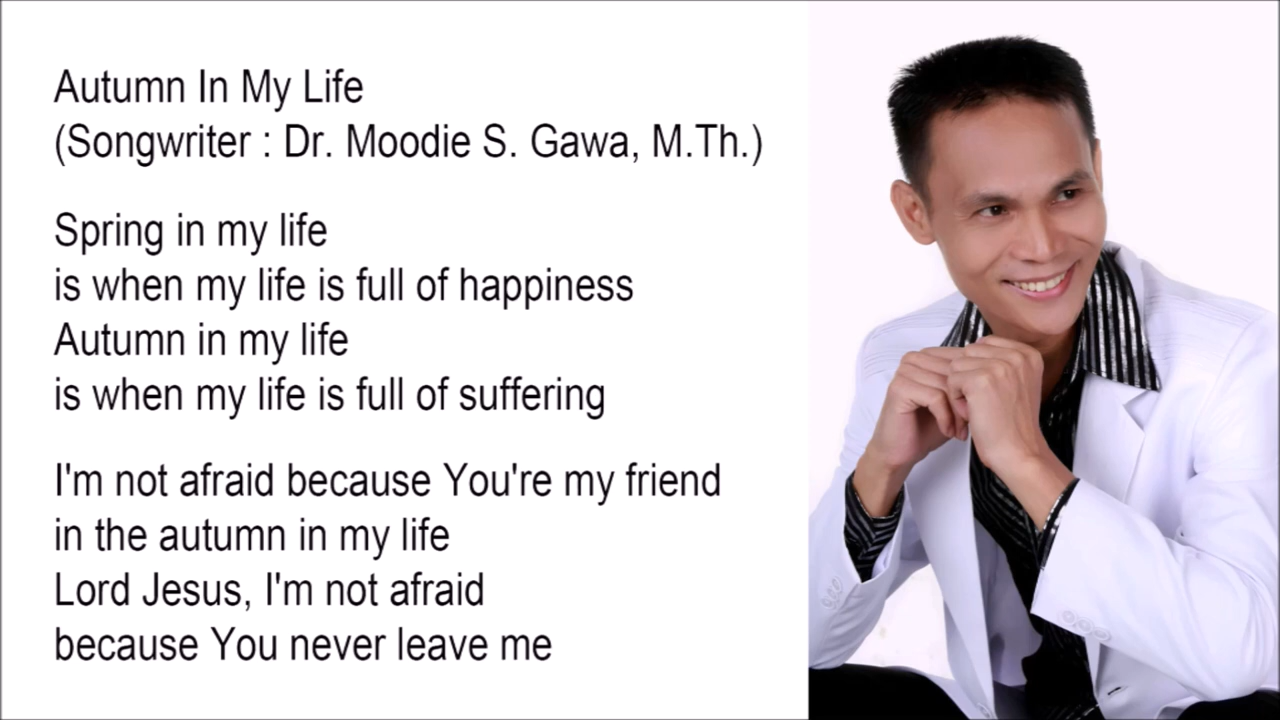 Autumn In My Life
(Songwriter : Dr. Moodie S. Gawa, M.Th.)
Spring in my life
is when my life is full of happiness
Autumn in my life
is when my life is full of suffering
I'm not afraid because You're my friend
in the autumn in my life
Lord Jesus, I'm not afraid
because You never leave me